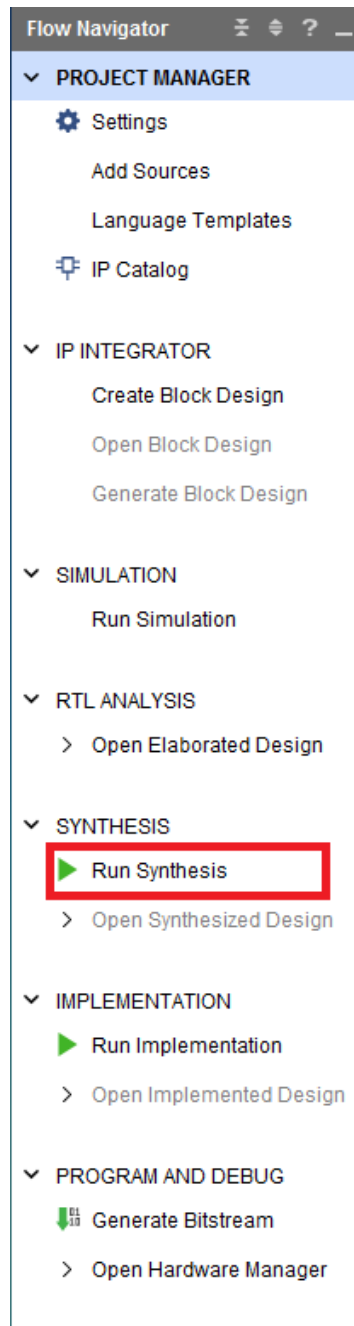 Flow Navigator ?
PROJECT MANAGER
Settings
Add Sources
Language Templates
IP Catalog
IP INTEGRATOR
Create Block Design
Open Block Design
Generate Block Design
SIMULATION
Run Simulation
RTL ANALYSIS
Open Elaborated Design
SYNTHESIS
Run Synthesis
Open Synthesized Design
IMPLEMENTATION
Run Implementation
Open Implemented Design
PROGRAM AND DEBUG
Generate Bitstream
Open Hardware Manager